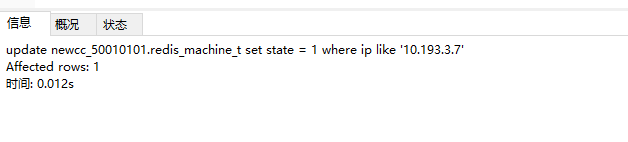 信息 概况 状态
update newcc_50010101.redis_machine_t set state = 1 where ip like '10.193.3.7'
Affected rows: 1
时间: 0.012s